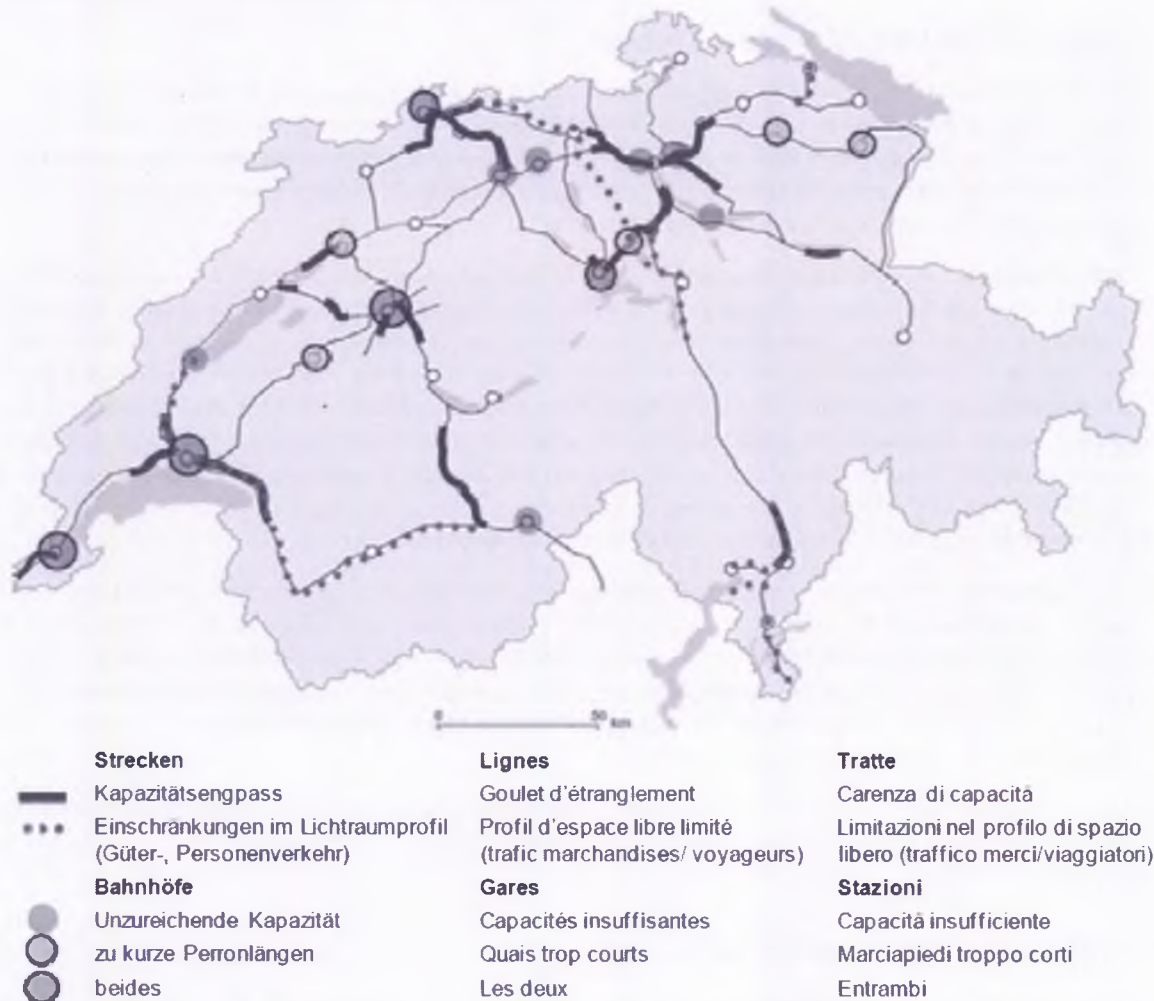 0 50 km
Strecken Lignes Tratte
Kapazitätsengpass Goulet d'étranglement Carenza di capacitá
Einschränkungen im Lichtraumprofil Profil d'espace libre limité Limitazioni nel profilo di spazio
(Güter-, Personenverkehr) (trafic marchandises/ voyageurs) libero (traffico merci/viaggiatori)
Bahnhöfe Gares Stazioni
Unzureichende Kapazität Capacités insuffisantes Capacitá insufficiente
zu kurze Perronlängen Quais trop courts Marciapiedi troppo corti
beides Les deux Entrambi